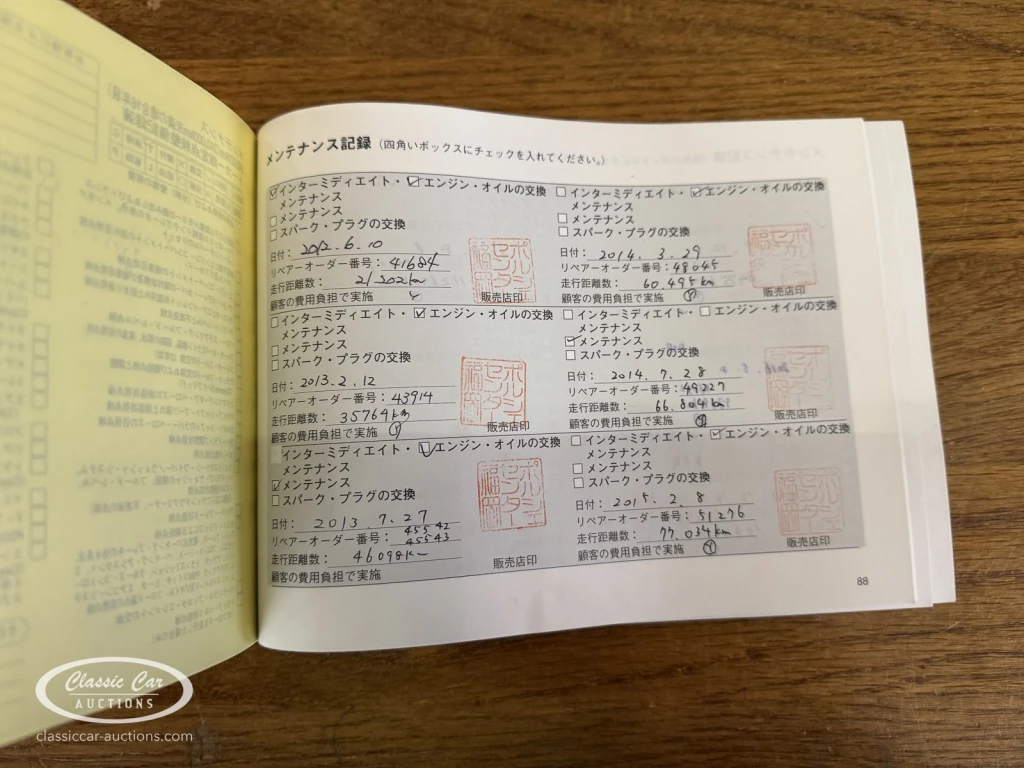 メンテナンス記録（四角いボックスにチェックを入れてください。）
インターミディエイト・ エンジン・オイルの交換
メンテナンス
メンテナンス
スパーク・プラグの交換
日付： 2012.6.10
リペアーオーダー番号： 41684
走行距離数： 21302km
顧客の費用負担で実施
販売店印
インターミディエイト・ エンジン・オイルの交換
メンテナンス
メンテナンス
スパーク・プラグの交換
日付： 2013.2.12
リペアーオーダー番号： 43914
走行距離数： 35764km
顧客の費用負担で実施 Y
ポルシェ
センター
福岡
販売店印
インターミディエイト・ エンジン・オイルの交換
メンテナンス
メンテナンス
スパーク・プラグの交換
日付： 2013.7.27
リペアーオーダー番号： 45542
45543
走行距離数： 46098km
顧客の費用負担で実施
ポルシェ
センター
福岡
販売店印
インターミディエイト・ エンジン・オイルの交換
メンテナンス
メンテナンス
スパーク・プラグの交換
日付： 2014.3.29
リペアーオーダー番号： 48045
走行距離数： 60.495km
顧客の費用負担で実施 Y
販売店印
インターミディエイト・ エンジン・オイルの交換
メンテナンス
メンテナンス
スパーク・プラグの交換
日付： 2014.7.28
リペアーオーダー番号： 49227
走行距離数： 66.804km
顧客の費用負担で実施 Y
販売店印
インターミディエイト・ エンジン・オイルの交換
メンテナンス
メンテナンス
スパーク・プラグの交換
日付： 2015.2.8
リペアーオーダー番号： 51276
走行距離数： 77.034km
顧客の費用負担で実施 Y
販売店印
88
Classic Car
AUCTIONS
classiccar-auctions.com